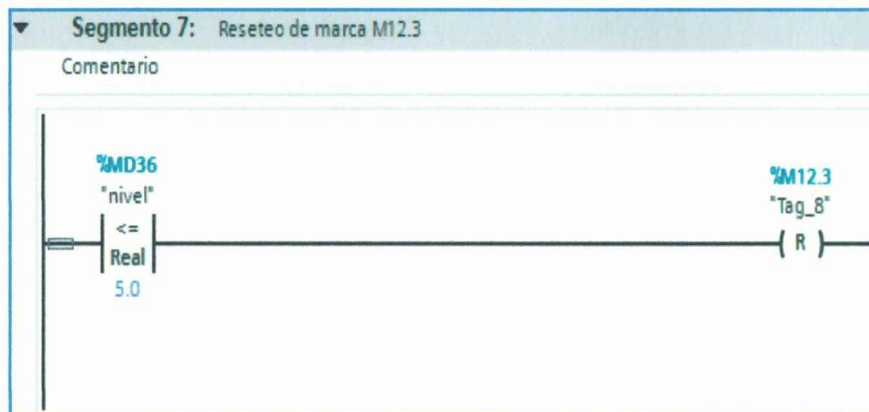 Segmento 7: Reseteo de marca M12.3
Comentario
%MD36
"nivel"
<=
Real
5.0
%M12.3
"Tag_8"
R